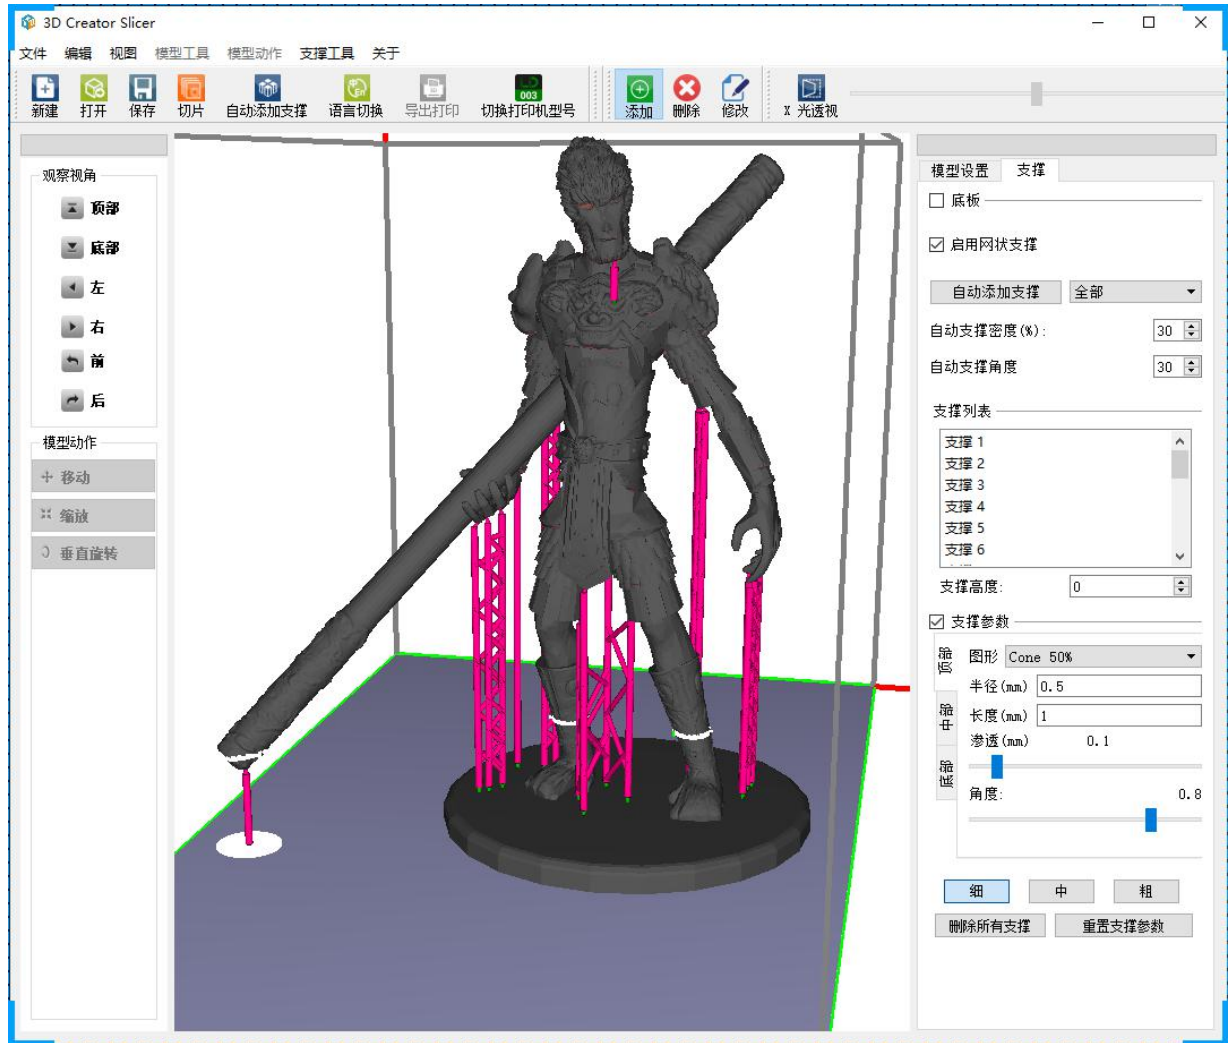 3D Creator Slicer
文件 编辑 视图 模型工具 模型动作 支撑工具 关于
新建 打开 保存 切片 自动添加支撑 语言切换 导出打印 003 切换打印机型号 添加 删除 修改 X 光透视
观察视角
顶部
底部
左
右
前
后
模型动作
移动
缩放
垂直旋转
模型设置 支撑
底板
启用网状支撑
自动添加支撑 全部
自动支撑密度(%): 30
自动支撑角度 30
支撑列表
支撑 1
支撑 2
支撑 3
支撑 4
支撑 5
支撑 6
支撑高度: 0
支撑参数
顶部
中部
底部
图形 Cone 50%
半径(mm) 0.5
长度(mm) 1
渗透(mm) 0.1
角度: 0.8
细 中 粗
删除所有支撑 重置支撑参数